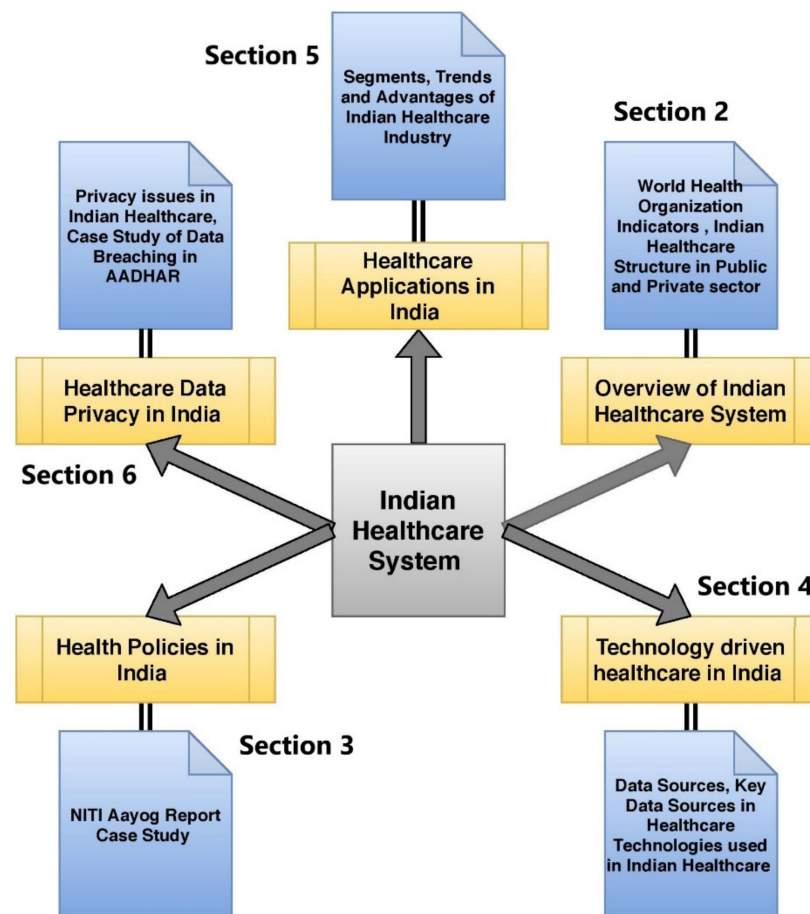 Section 5
Segments, Trends
and Advantages of
Indian Healthcare
Industry
Healthcare
Applications in
India
Section 2
World Health
Organization
Indicators , Indian
Healthcare
Structure in Public
and Private sector
Overview of Indian
Healthcare System
Privacy issues in
Indian Healthcare,
Case Study of Data
Breaching in
AADHAR
Healthcare Data
Privacy in India
Section 6
Indian
Healthcare
System
Section 4
Technology driven
healthcare in India
Data Sources, Key
Data Sources in
Healthcare
Technologies used
in Indian Healthcare
Health Policies in
India
Section 3
NITI Aayog Report
Case Study